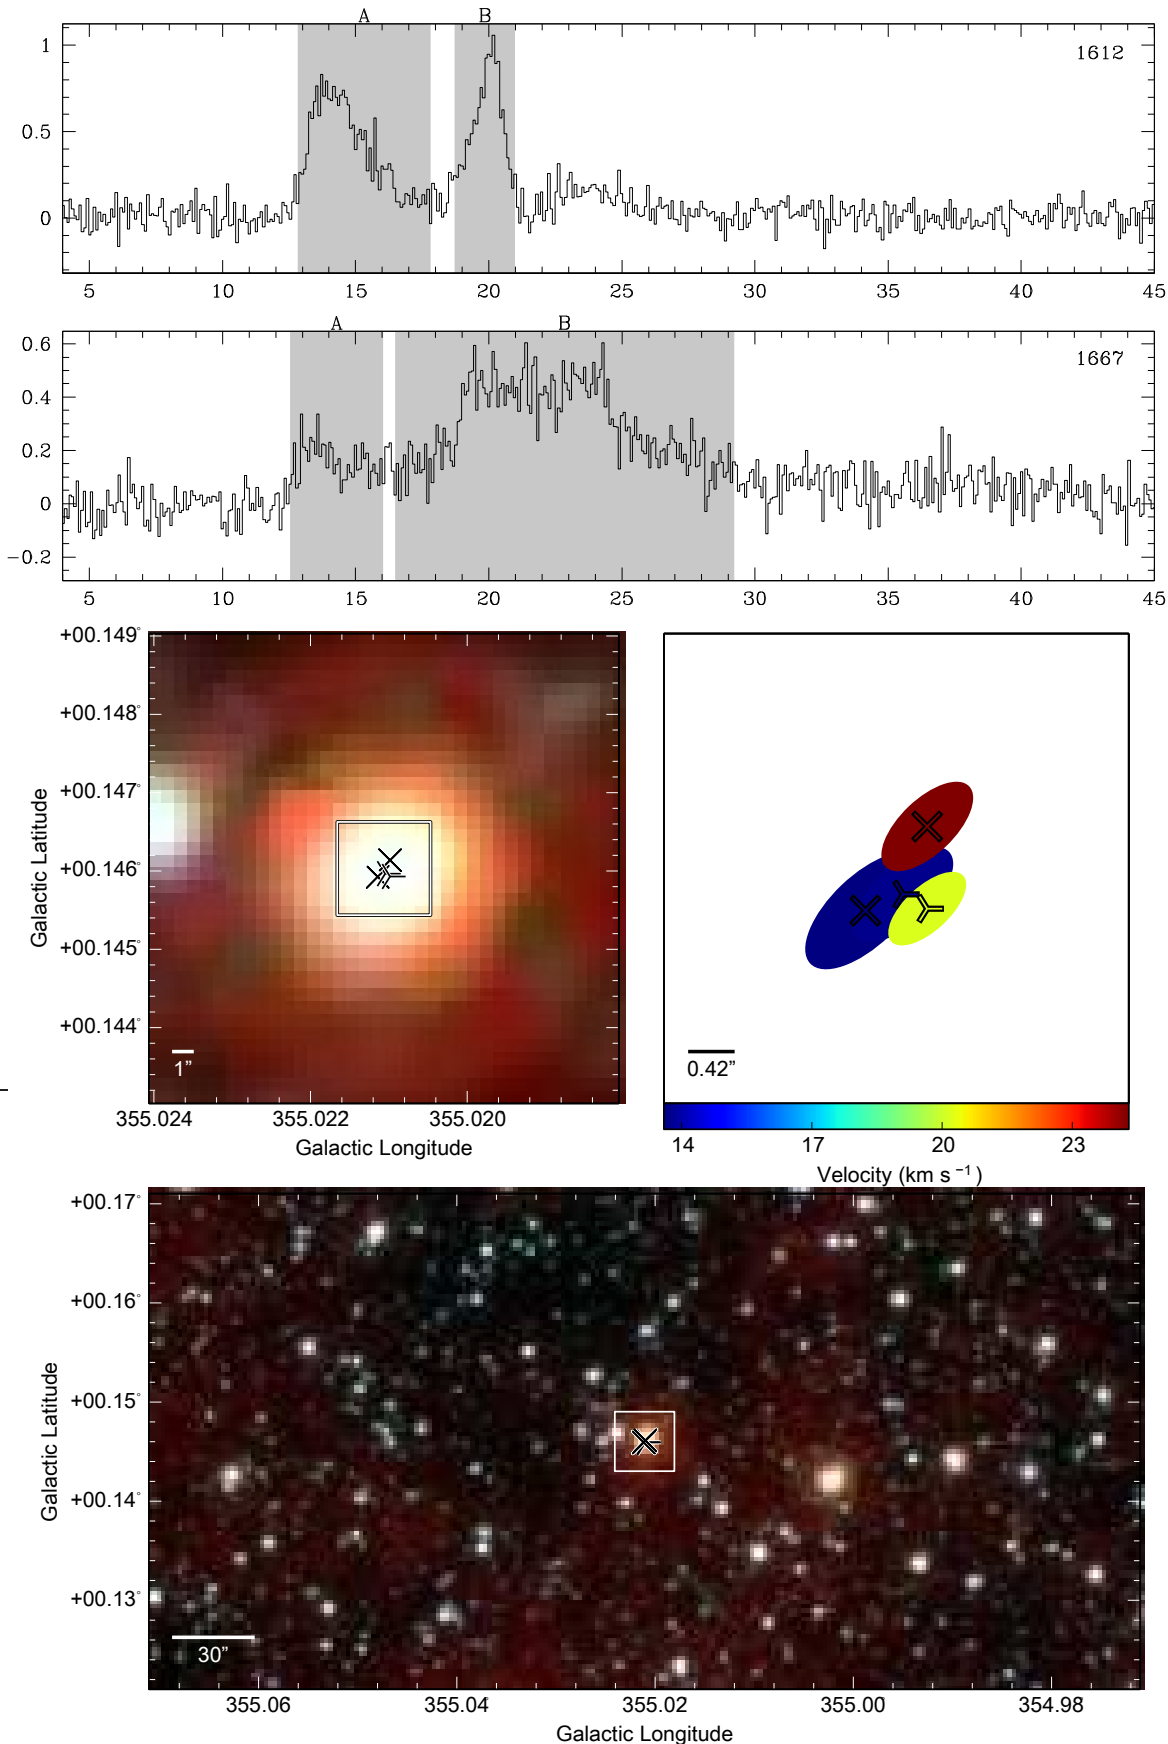 A B
1612
1
0.5
0
5 10 15 20 25 30 35 40 45
A B
1667
0.6
0.4
0.2
0
−0.2
5 10 15 20 25 30 35 40 45
+00.149°
+00.148°
+00.147°
+00.146°
+00.145°
+00.144°
Galactic Latitude
1”
355.024 355.022 355.020
Galactic Longitude
0.42”
14 17 20 23
Velocity (km s⁻¹)
+00.17°
+00.16°
+00.15°
+00.14°
+00.13°
Galactic Latitude
30”
355.06 355.04 355.02 355.00 354.98
Galactic Longitude